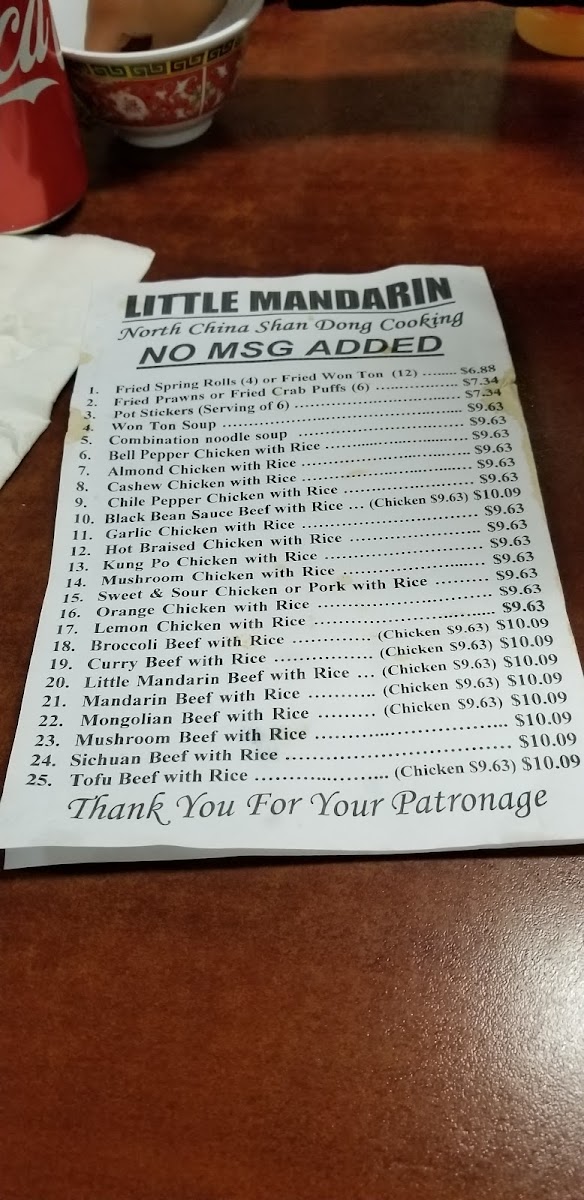 LITTLE MANDARIN
North China Shan Dong Cooking
NO MSG ADDED
1. Fried Spring Rolls (4) or Fried Won Ton (12) ........ $6.88
2. Fried Prawns or Fried Crab Puffs (6) .................. $7.34
3. Pot Stickers (Serving of 6) .................................... $7.34
4. Won Ton Soup .................................................... $9.63
5. Combination noodle soup .................................... $9.63
6. Bell Pepper Chicken with Rice ............................. $9.63
7. Almond Chicken with Rice ................................... $9.63
8. Cashew Chicken with Rice ................................... $9.63
9. Chile Pepper Chicken with Rice ........................... $9.63
10. Black Bean Sauce Beef with Rice ... (Chicken $9.63) $10.09
11. Garlic Chicken with Rice ..................................... $9.63
12. Hot Braised Chicken with Rice ............................ $9.63
13. Kung Po Chicken with Rice ................................. $9.63
14. Mushroom Chicken with Rice .............................. $9.63
15. Sweet & Sour Chicken or Pork with Rice ......... $9.63
16. Orange Chicken with Rice ................................... $9.63
17. Lemon Chicken with Rice .................................... $9.63
18. Broccoli Beef with Rice ............. (Chicken $9.63) $10.09
19. Curry Beef with Rice ................ (Chicken $9.63) $10.09
20. Little Mandarin Beef with Rice ... (Chicken $9.63) $10.09
21. Mandarin Beef with Rice ........... (Chicken $9.63) $10.09
22. Mongolian Beef with Rice ......... (Chicken $9.63) $10.09
23. Mushroom Beef with Rice .................................. $10.09
24. Sichuan Beef with Rice ...................................... $10.09
25. Tofu Beef with Rice ...................... (Chicken $9.63) $10.09
Thank You For Your Patronage